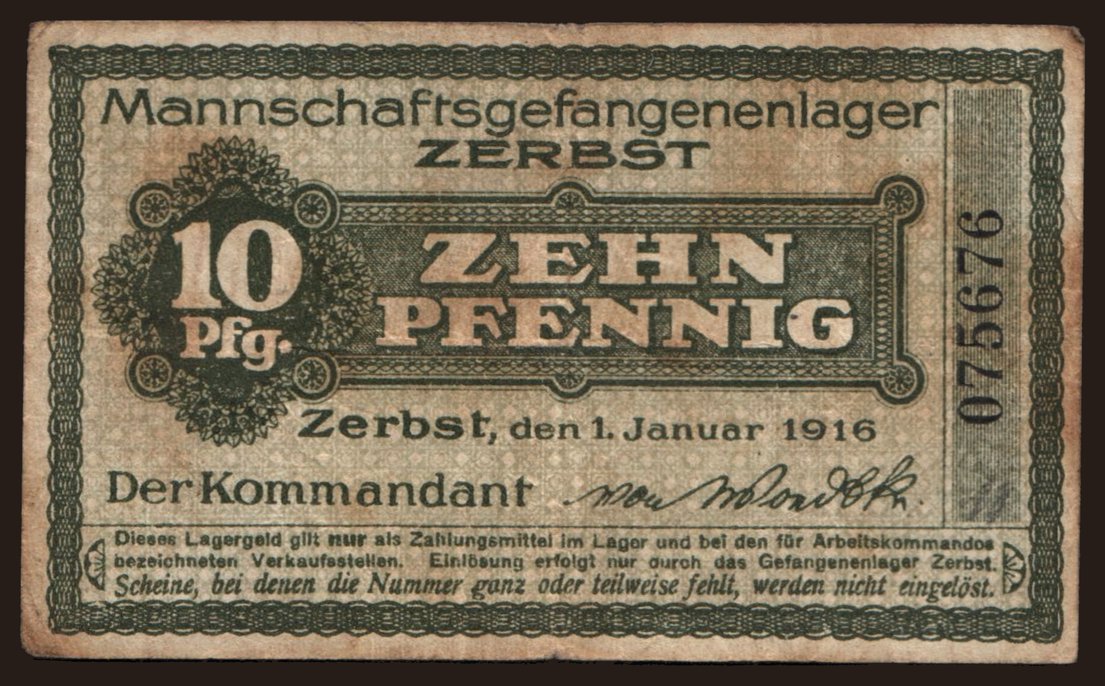 Mannschaftsgefangenenlager
ZERBST
10
Pfg.
ZEHN
PFENNIG
075676
Zerbst, den 1. Januar 1916
Der Kommandant von
Dieses Lagergeld gilt nur als Zahlungsmittel im Lager und bei den für Arbeitskommandos
bezeichneten Verkaufsstellen. Einlösung erfolgt nur durch das Gefangenenlager Zerbst.
Scheine, bei denen die Nummer ganz oder teilweise fehlt, werden nicht eingelöst.